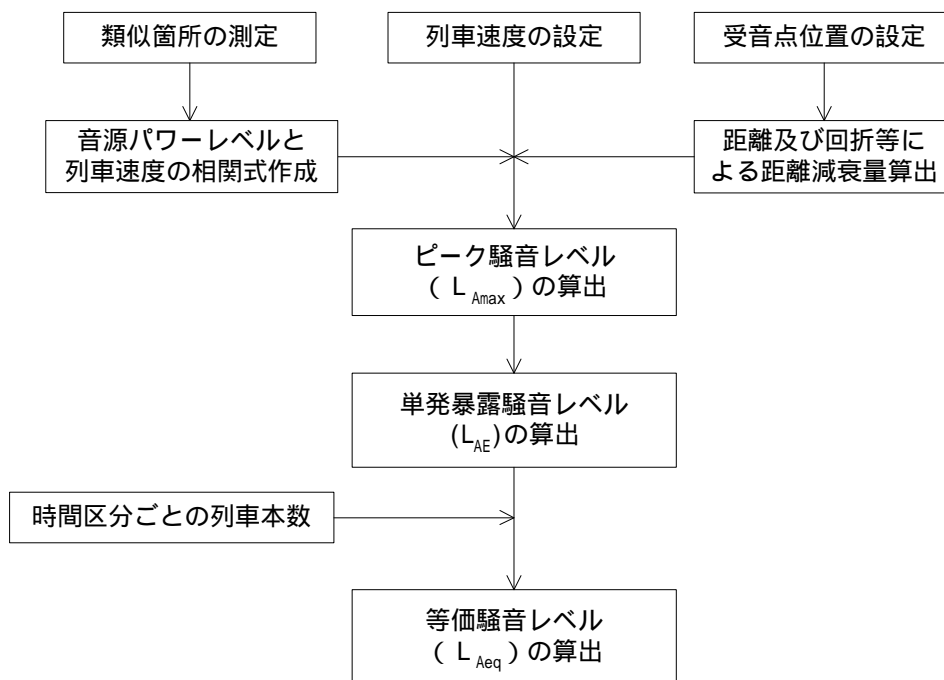 類似箇所の測定
列車速度の設定
受音点位置の設定
音源パワーレベルと
列車速度の相関式作成
距離及び回折等に
よる距離減衰量算出
ピーク騒音レベル
(LAmax)の算出
単発暴露騒音レベル
(LAE)の算出
時間区分ごとの列車本数
等価騒音レベル
(LAeq)の算出